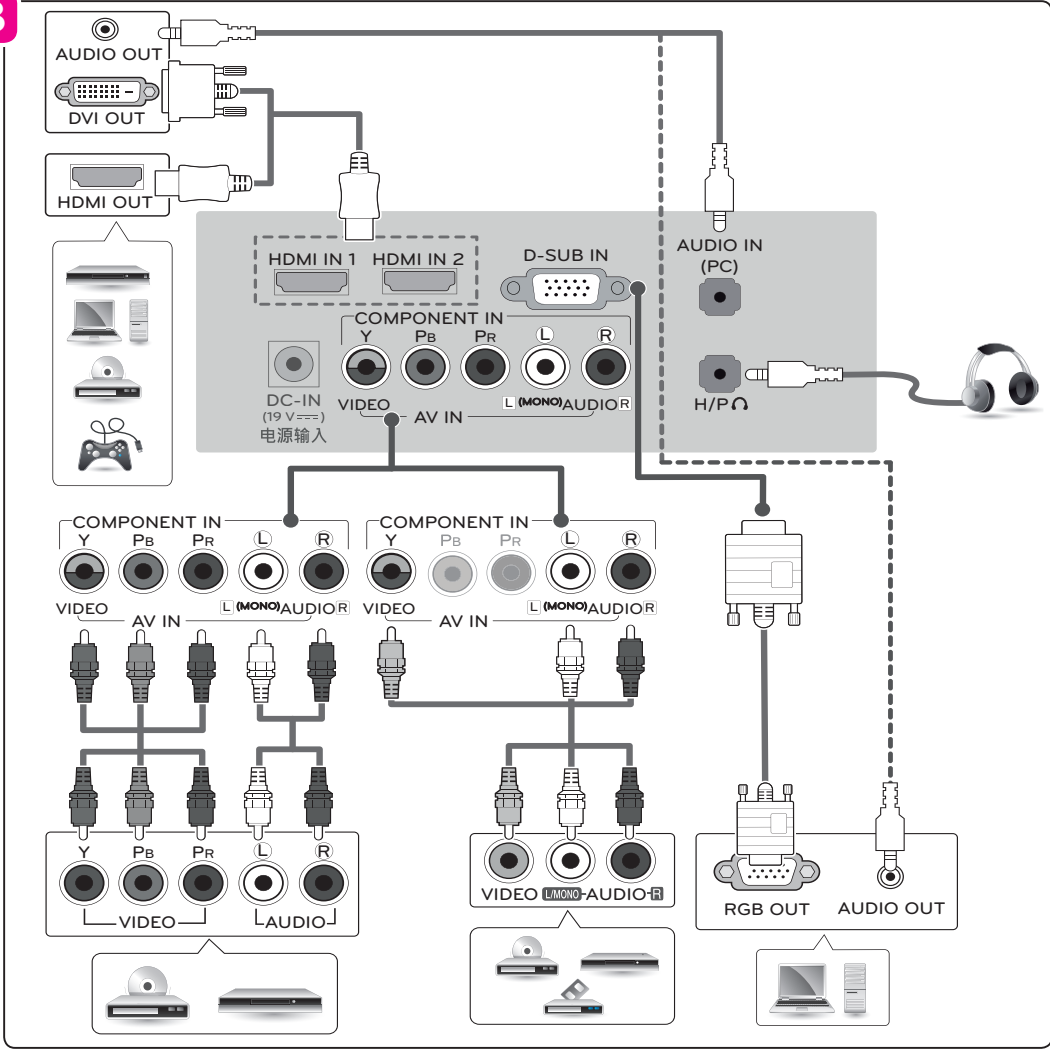 AUDIO OUT
DVI OUT
HDMI OUT
HDMI IN 1 HDMI IN 2
D-SUB IN
AUDIO IN
(PC)
COMPONENT IN
Y PB PR L R
DC-IN
(19 V⎓)
电源输入
VIDEO L (MONO) AUDIO R
AV IN
H/P
COMPONENT IN
Y PB PR L R
VIDEO L (MONO) AUDIO R
AV IN
COMPONENT IN
Y PB PR L R
VIDEO L (MONO) AUDIO R
AV IN
Y PB PR L R
VIDEO AUDIO
VIDEO L/MONO AUDIO R
RGB OUT AUDIO OUT